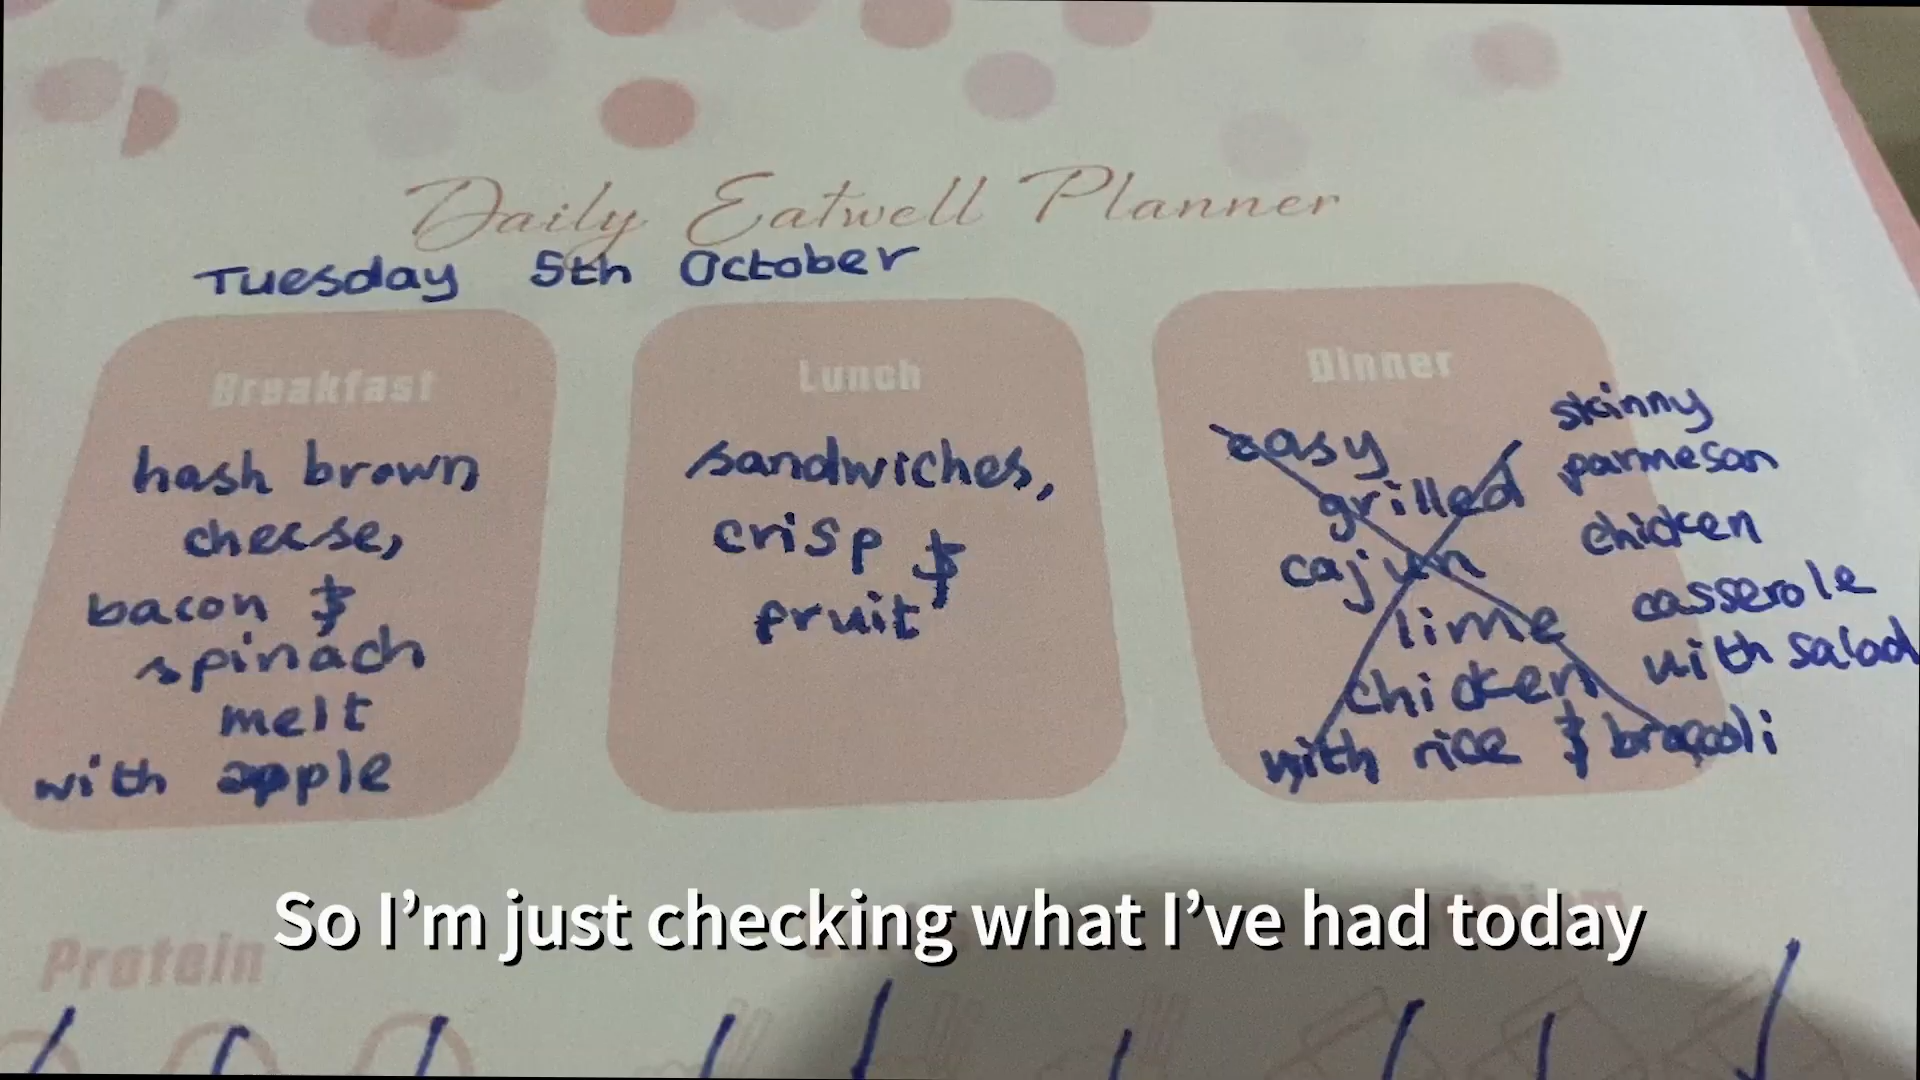 Daily Eatwell Planner
Tuesday 5th October
Breakfast
hash brown
cheese,
bacon &
spinach
melt
with apple
Lunch
sandwiches,
crisp &
fruit
Dinner
easy
grilled
cajun
lime
chicken
with rice & broccoli
skinny
parmesan
chicken
casserole
with salad
So I'm just checking what I've had today
Protein